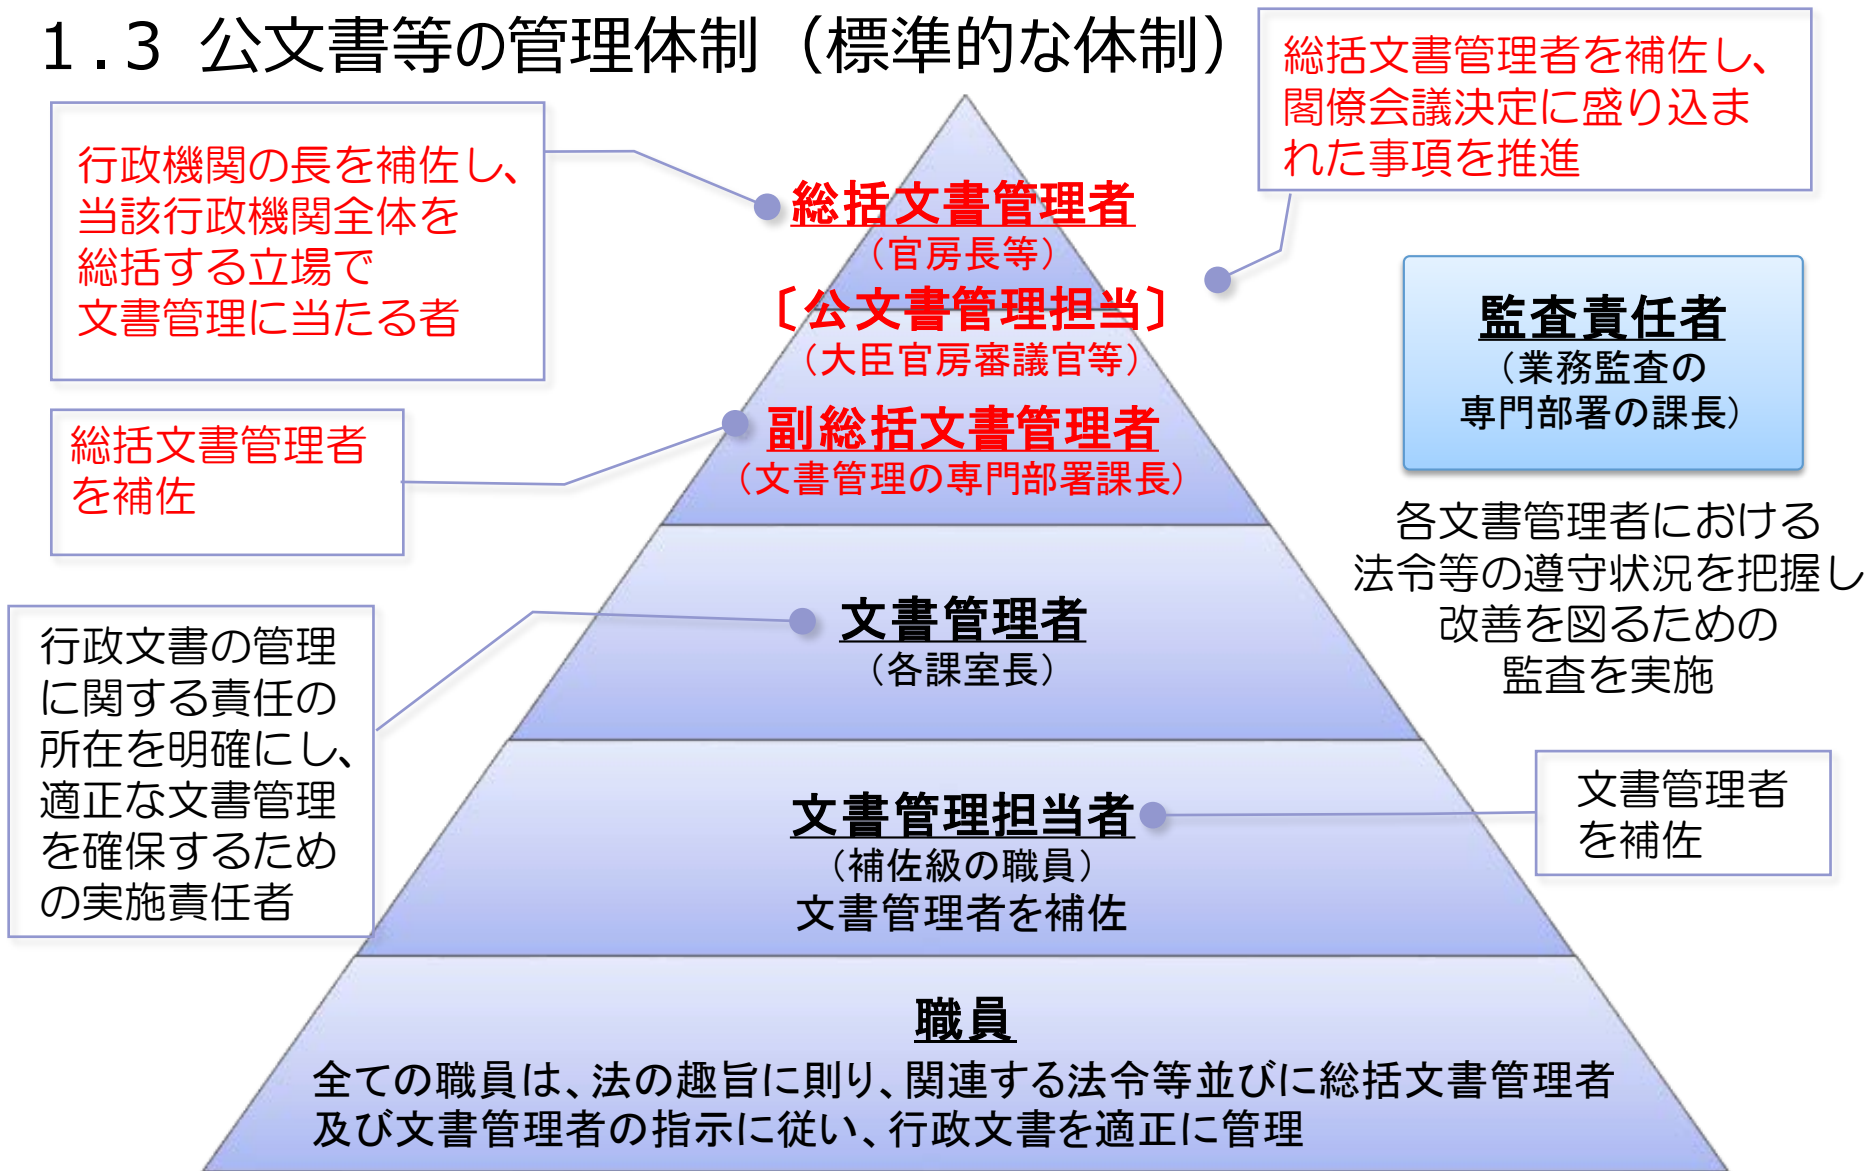 1.3 公文書等の管理体制（標準的な体制）
総括文書管理者を補佐し、
閣僚会議決定に盛り込ま
れた事項を推進
行政機関の長を補佐し、
当該行政機関全体を
総括する立場で
文書管理に当たる者
総括文書管理者
（官房長等）
〔公文書管理担当〕
（大臣官房審議官等）
監査責任者
（業務監査の
専門部署の課長）
総括文書管理者
を補佐
副総括文書管理者
（文書管理の専門部署課長）
各文書管理者における
法令等の遵守状況を把握し
改善を図るための
監査を実施
行政文書の管理
に関する責任の
所在を明確にし、
適正な文書管理
を確保するため
の実施責任者
文書管理者
（各課室長）
文書管理担当者
（補佐級の職員）
文書管理者を補佐
文書管理者
を補佐
職員
全ての職員は、法の趣旨に則り、関連する法令等並びに総括文書管理者
及び文書管理者の指示に従い、行政文書を適正に管理